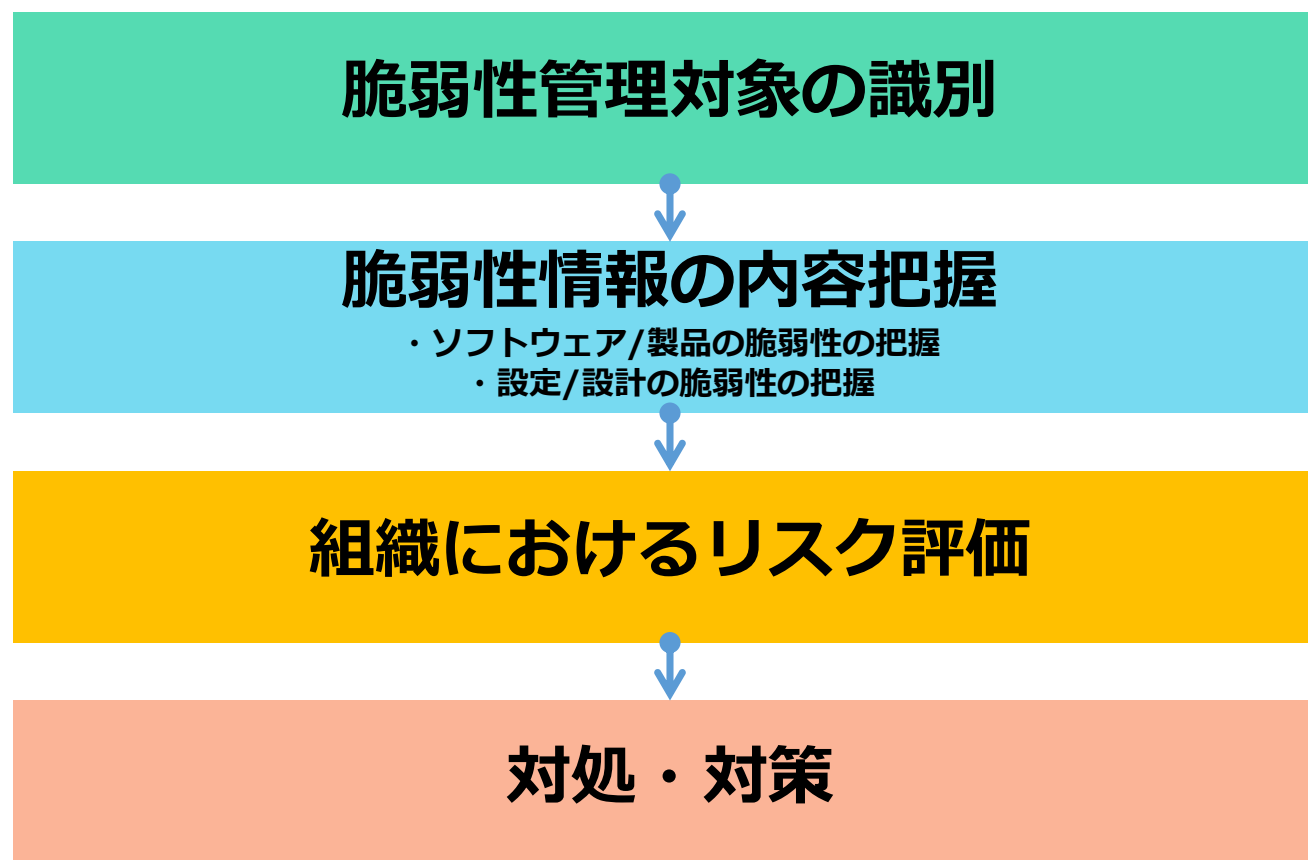 脆弱性管理対象の識別
脆弱性情報の内容把握
・ソフトウェア/製品の脆弱性の把握
・設定/設計の脆弱性の把握
組織におけるリスク評価
対処・対策